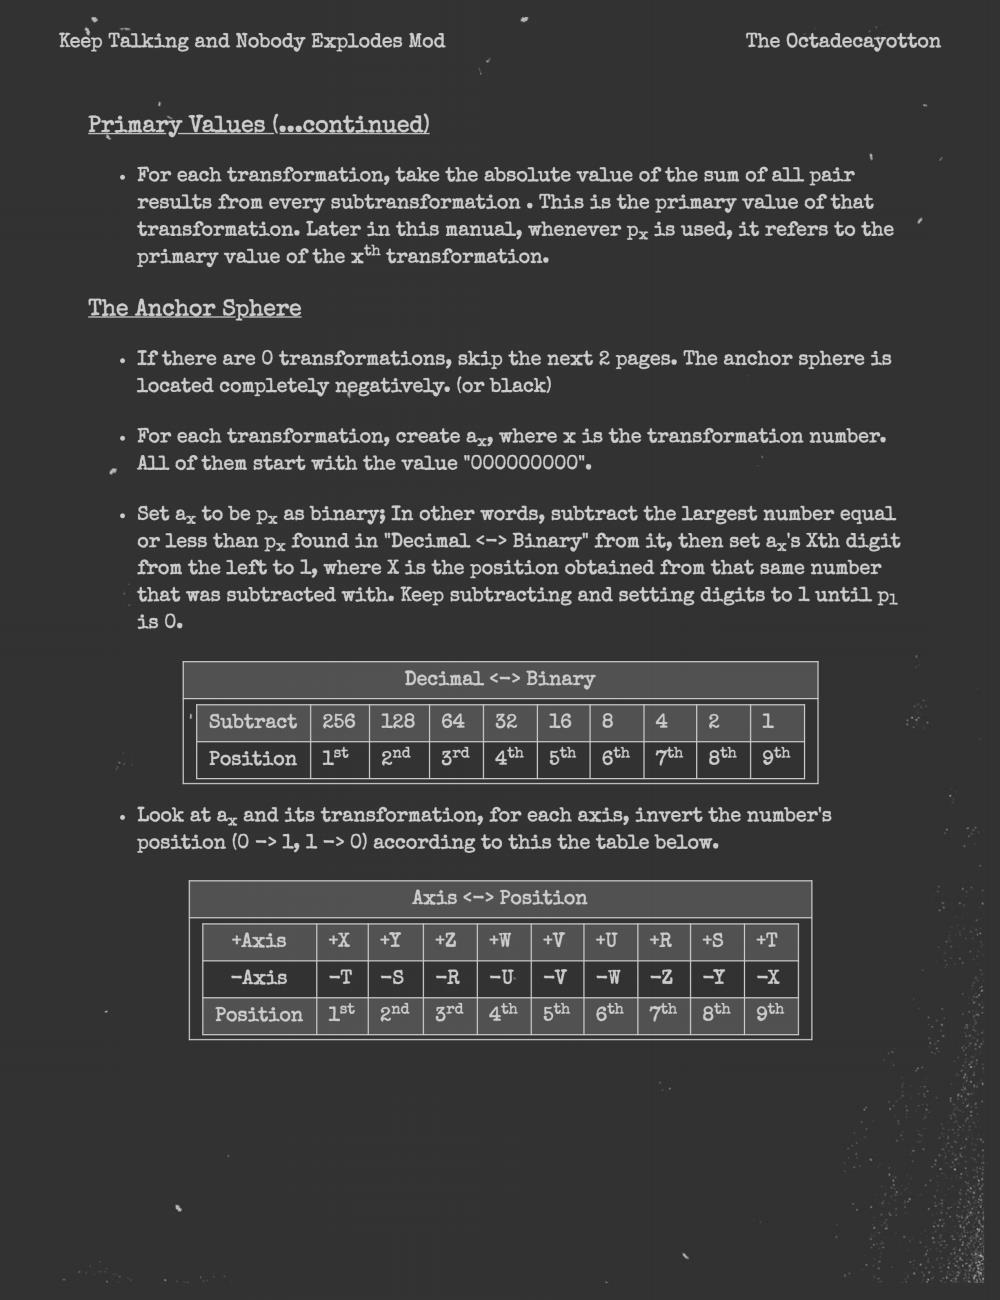 Keep Talking and Nobody Explodes Mod The Octadecayotton
Primary Values (...continued)
• For each transformation, take the absolute value of the sum of all pair
results from every subtransformation . This is the primary value of that
transformation. Later in this manual, whenever px is used, it refers to the
primary value of the xth transformation.
The Anchor Sphere
• If there are 0 transformations, skip the next 2 pages. The anchor sphere is
located completely negatively. (or black)
• For each transformation, create ax, where x is the transformation number.
All of them start with the value "000000000".
• Set ax to be px as binary; In other words, subtract the largest number equal
or less than px found in "Decimal <-> Binary" from it, then set ax's Xth digit
from the left to 1, where X is the position obtained from that same number
that was subtracted with. Keep subtracting and setting digits to 1 until p1
is 0.
Decimal <-> Binary
Subtract 256 128 64 32 16 8 4 2 1
Position 1st 2nd 3rd 4th 5th 6th 7th 8th 9th
• Look at ax and its transformation, for each axis, invert the number's
position (0 -> 1, 1 -> 0) according to this the table below.
Axis <-> Position
+Axis +X +Y +Z +W +V +U +R +S +T
-Axis -T -S -R -U -V -W -Z -Y -X
Position 1st 2nd 3rd 4th 5th 6th 7th 8th 9th